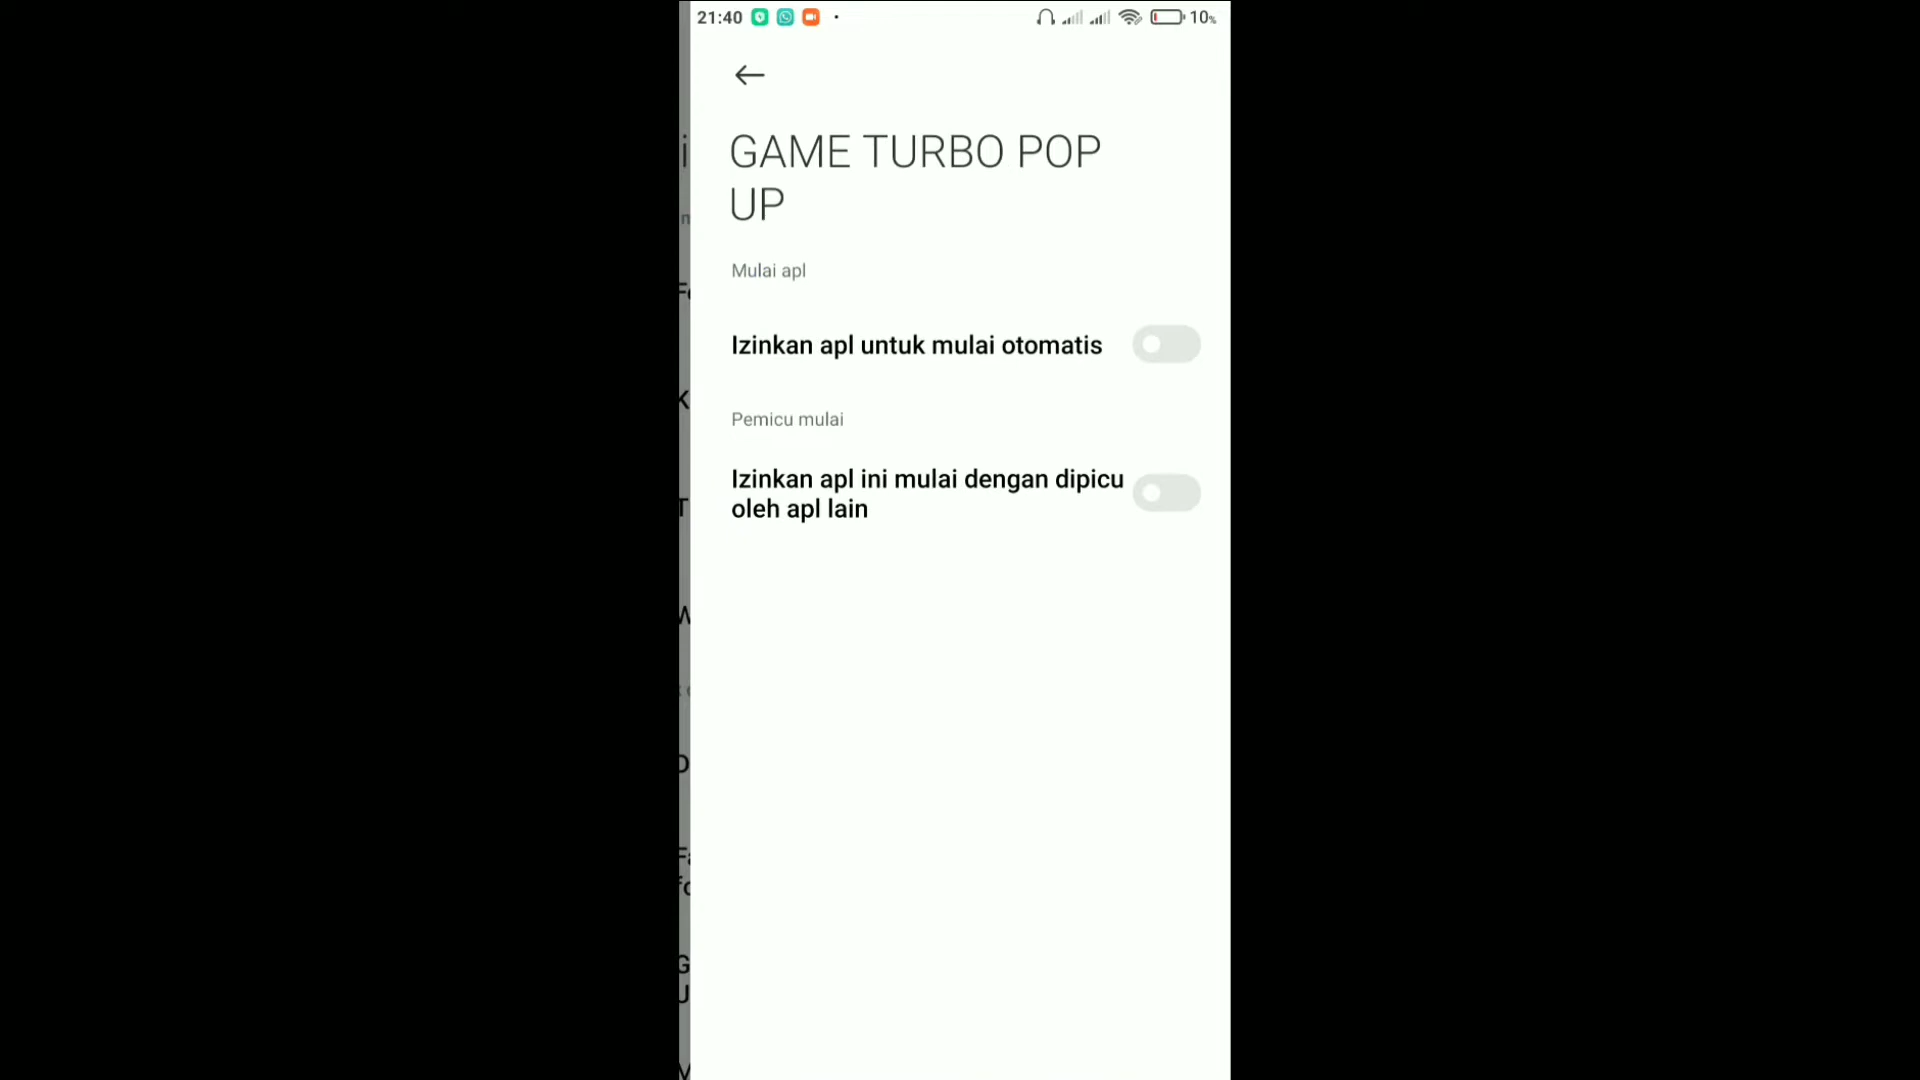 21:40
10%
GAME TURBO POP
UP
Mulai apl
Izinkan apl untuk mulai otomatis
Pemicu mulai
Izinkan apl ini mulai dengan dipicu
oleh apl lain